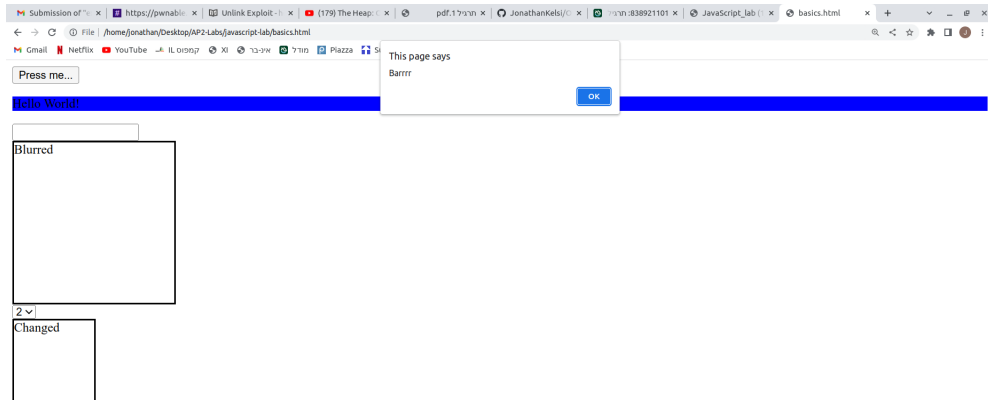 Submission of "e
https://pwnable.
Unlink Exploit - h
(179) The Heap: (
תרגיל 1.pdf
JonathanKelsi/O
תרגיל :838921101
JavaScript_lab (1
basics.html
File | /home/jonathan/Desktop/AP2-Labs/javascript-lab/basics.html
Gmail Netflix YouTube קמפוס IL XI אינ-בר מודל Piazza
This page says
Barrrr
OK
Press me...
Hello World!
Blurred
2
Changed